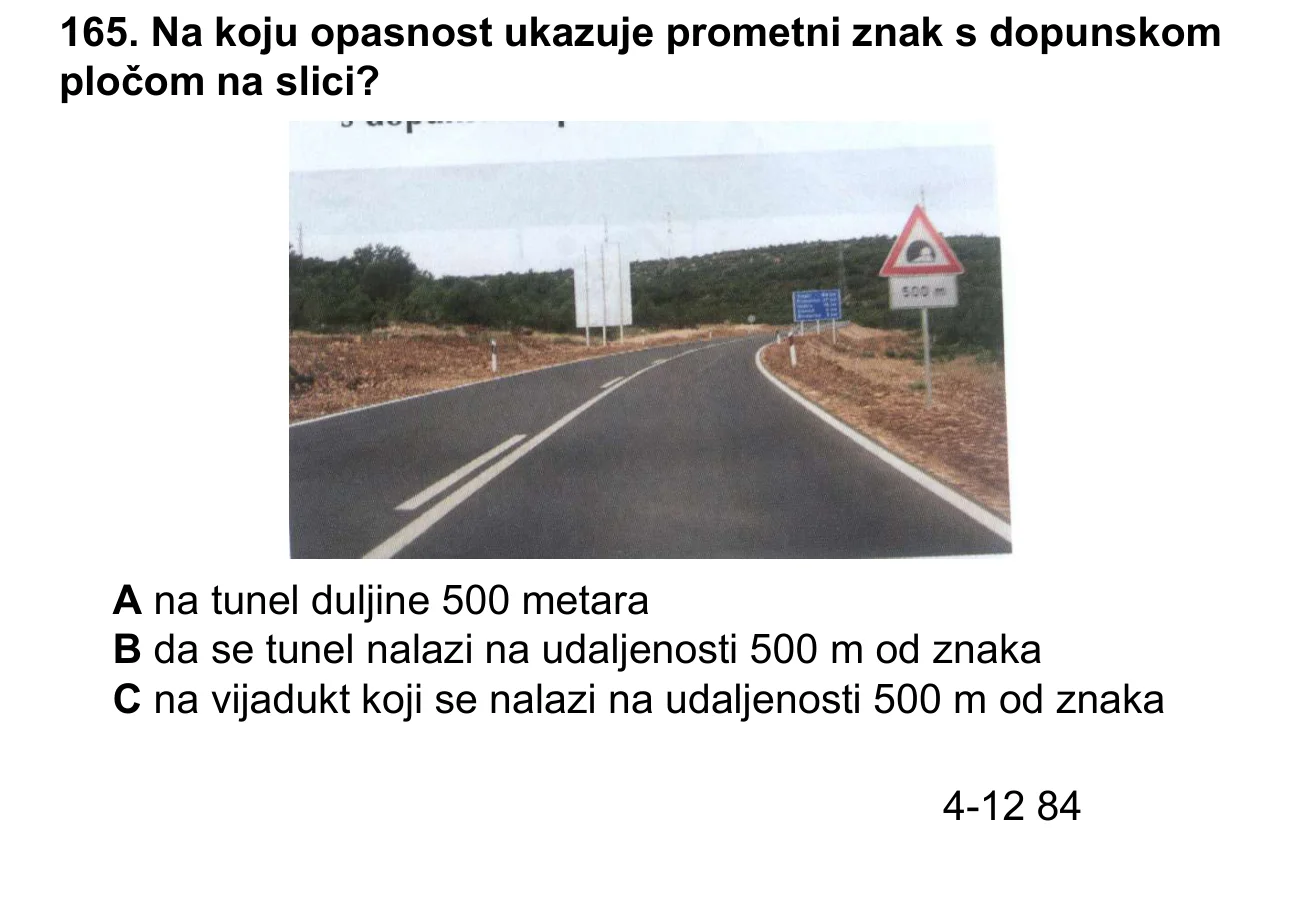 165. Na koju opasnost ukazuje prometni znak s dopunskom
pločom na slici?
500 m
A na tunel duljine 500 metara
B da se tunel nalazi na udaljenosti 500 m od znaka
C na vijadukt koji se nalazi na udaljenosti 500 m od znaka
4-12 84